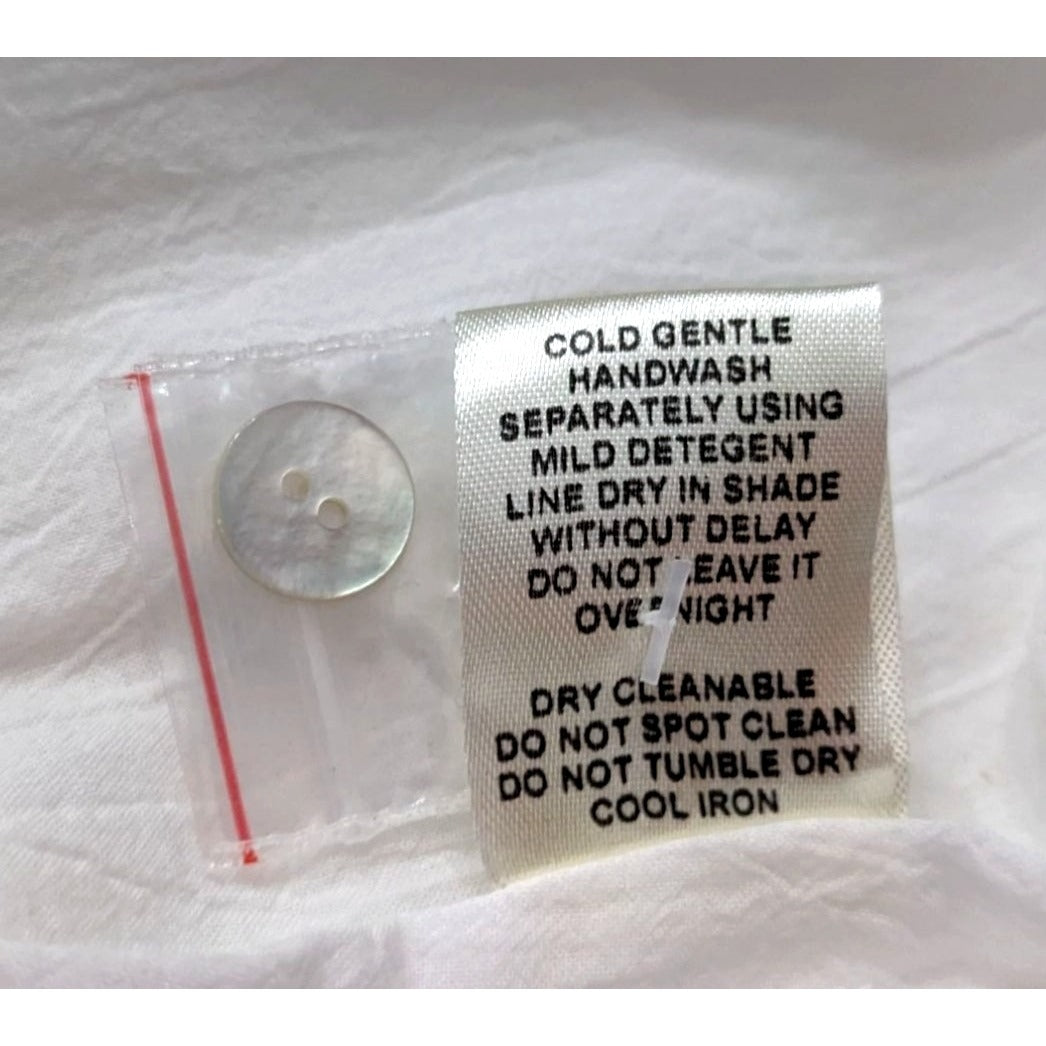 COLD GENTLE
HANDWASH
SEPARATELY USING
MILD DETEGENT
LINE DRY IN SHADE
WITHOUT DELAY
DO NOT LEAVE IT
OVERNIGHT
DRY CLEANABLE
DO NOT SPOT CLEAN
DO NOT TUMBLE DRY
COOL IRON